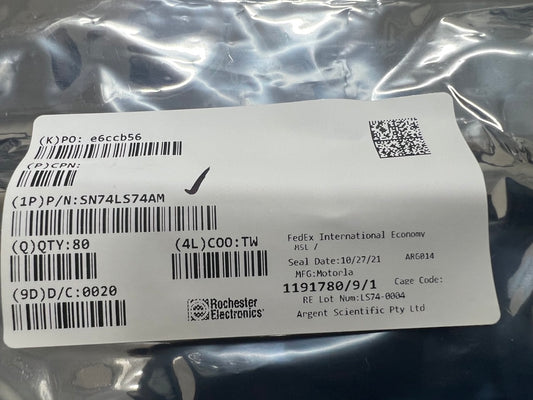 (K)PO: e6ccb56
(P)CPN:
(1P)P/N:SN74LS74AM
(Q)QTY:80
(4L)COO:TW
(9D)D/C:0020
Rochester
Electronics
FedEx International Economy
MSL /
Seal Date:10/27/21 ARG014
MFG:Motorla
1191780/9/1 Cage Code:
RE Lot Num:LS74-0004
Argent Scientific Pty Ltd